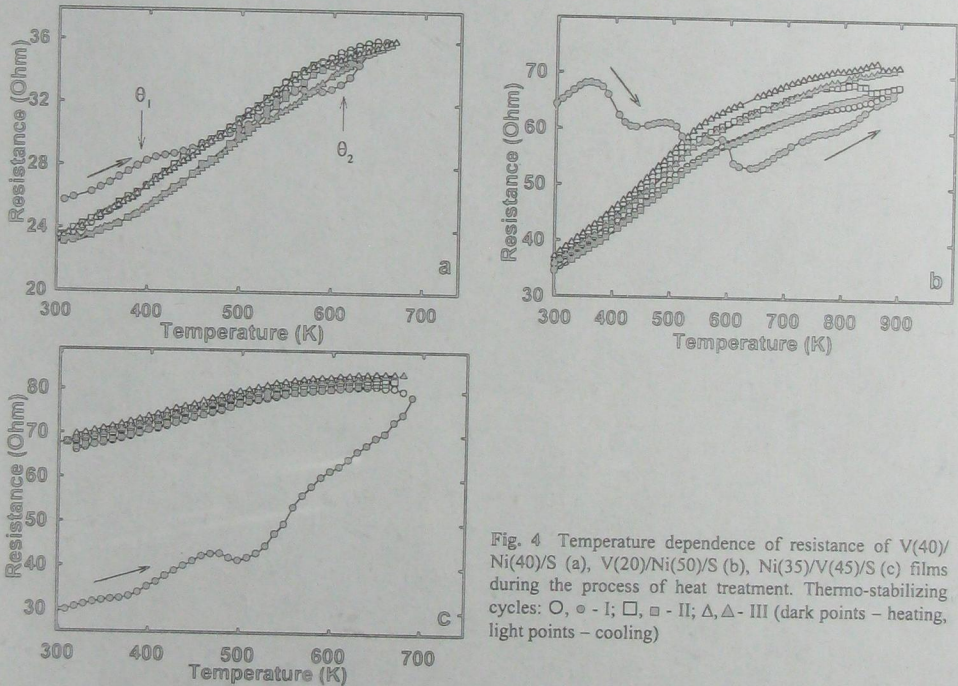 36
32
28
24
20
Resistance (Ohm)
θ1
θ2
a
300 400 500 600 700
Temperature (K)
70
60
50
40
30
Resistance (Ohm)
b
300 400 500 600 700 800 900
Temperature (K)
80
70
60
50
40
30
Resistance (Ohm)
c
300 400 500 600 700
Temperature (K)
Fig. 4 Temperature dependence of resistance of V(40)/
Ni(40)/S (a), V(20)/Ni(50)/S (b), Ni(35)/V(45)/S (c) films
during the process of heat treatment. Thermo-stabilizing
cycles: O, ● - I; □, ■ - II; Δ, ▲ - III (dark points – heating,
light points – cooling)